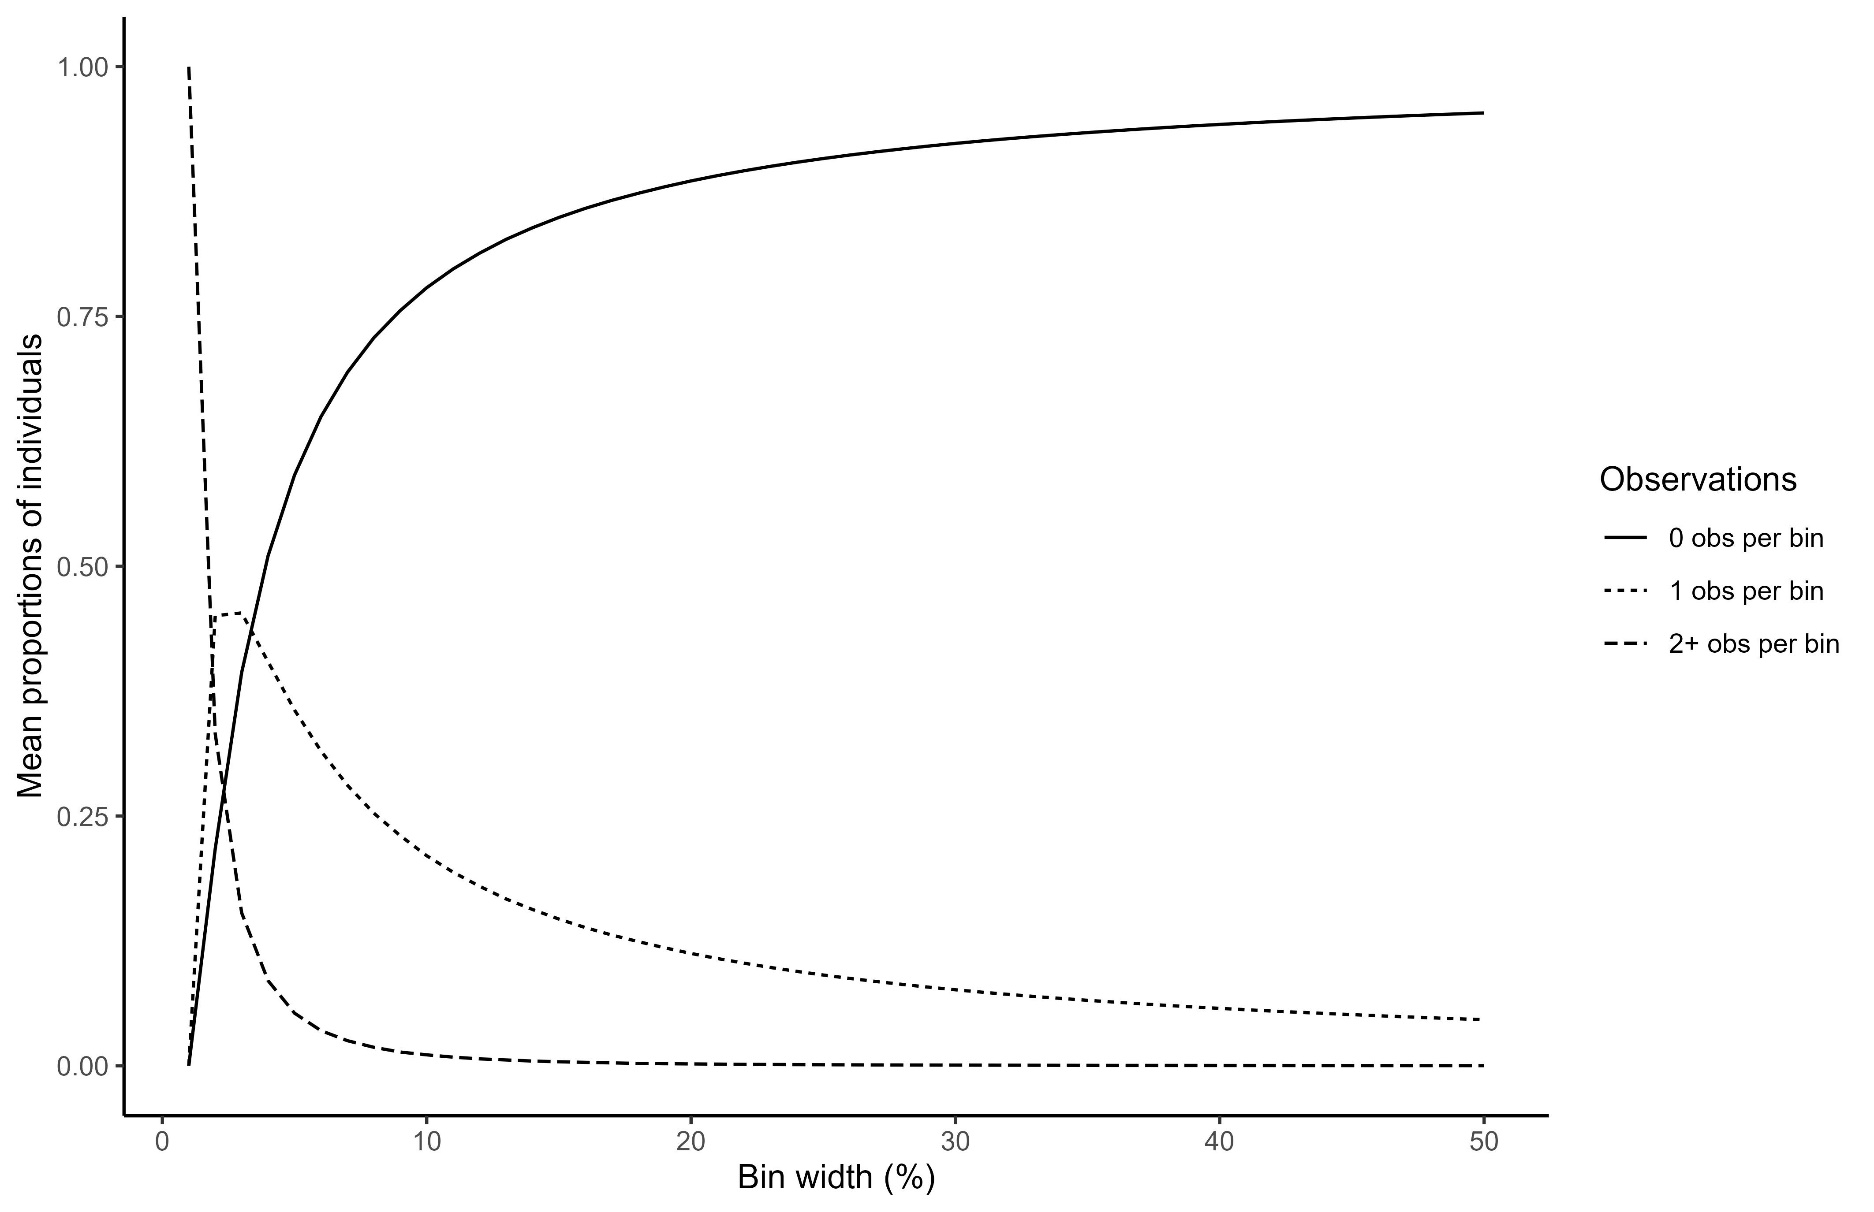 Mean proportions of individuals
1.00
0.75
0.50
0.25
0.00
0 10 20 30 40 50
Bin width (%)
Observations
0 obs per bin
1 obs per bin
2+ obs per bin